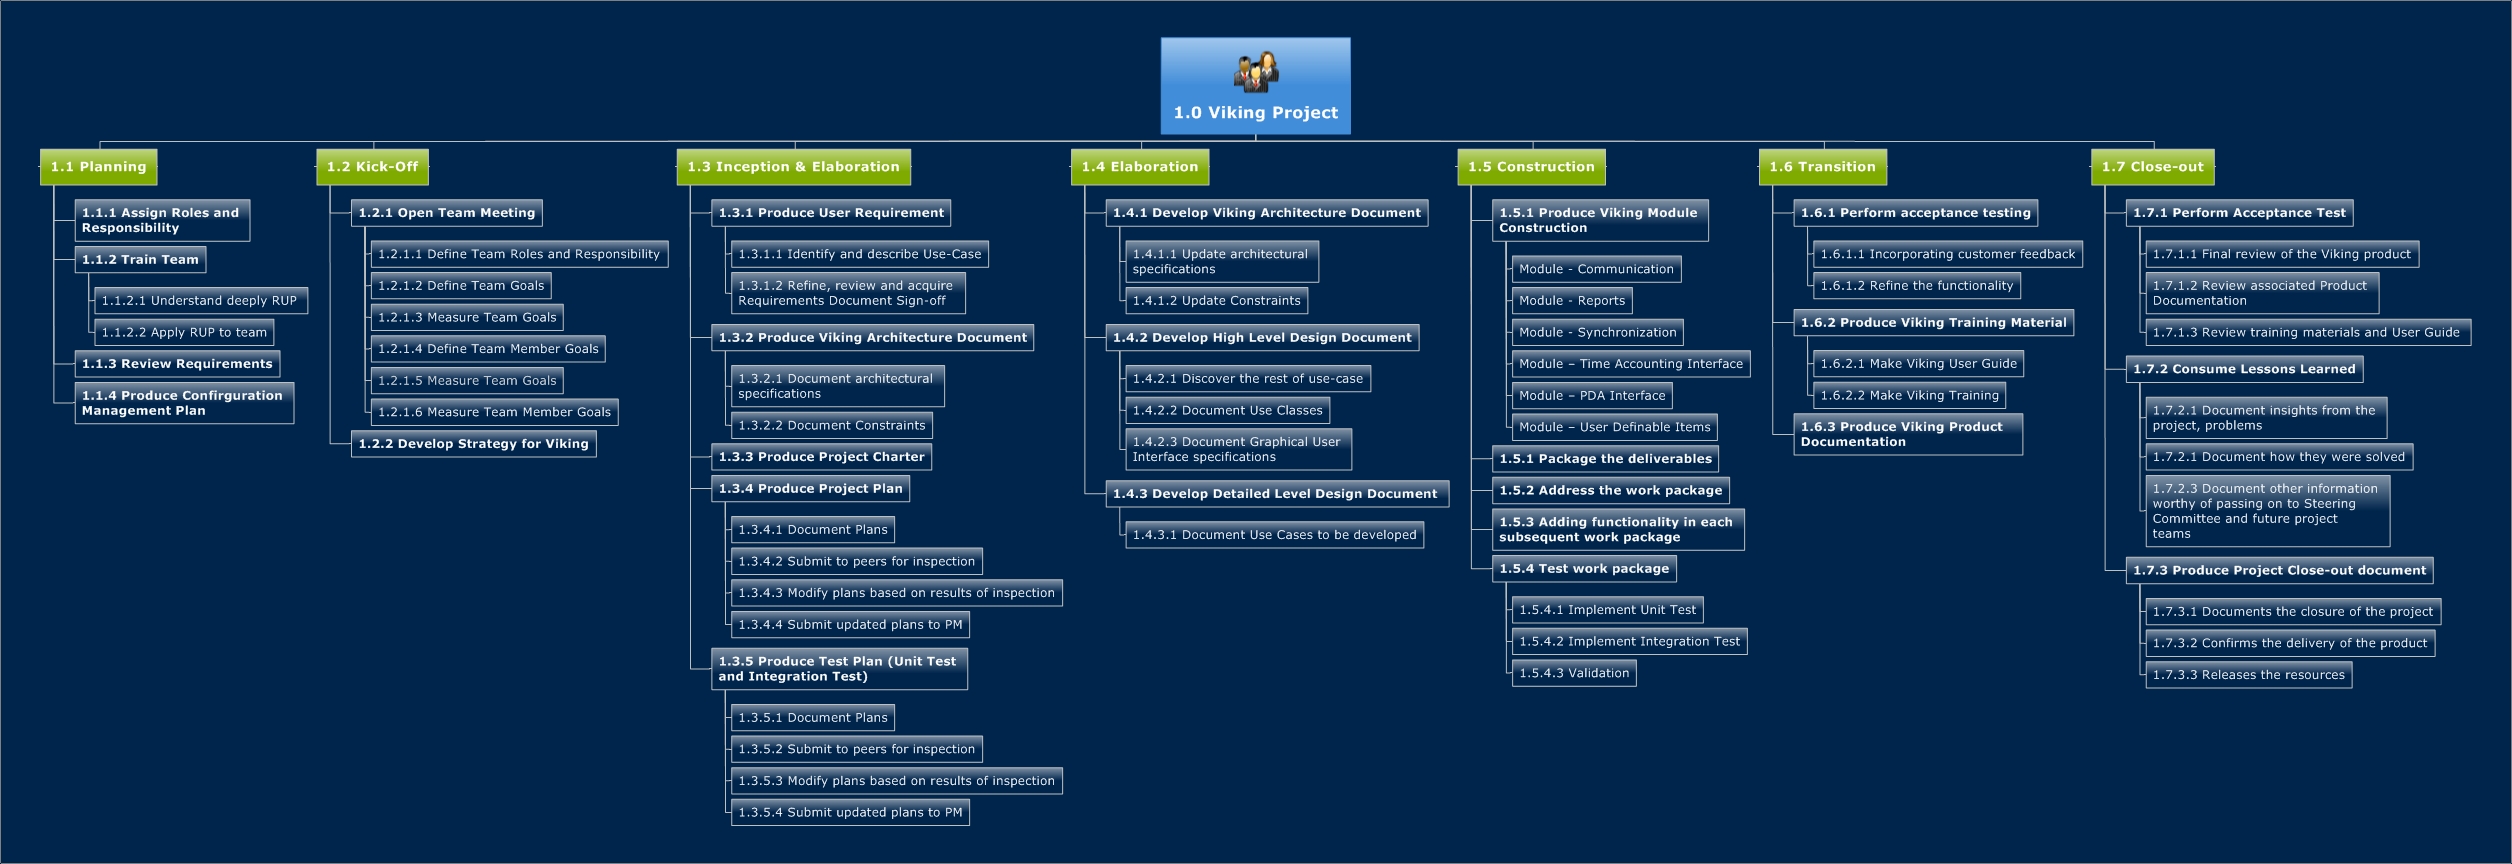 1.0 Viking Project
1.1 Planning
1.1.1 Assign Roles and
Responsibility
1.1.2 Train Team
1.1.2.1 Understand deeply RUP
1.1.2.2 Apply RUP to team
1.1.3 Review Requirements
1.1.4 Produce Confirguration
Management Plan
1.2 Kick-Off
1.2.1 Open Team Meeting
1.2.1.1 Define Team Roles and Responsibility
1.2.1.2 Define Team Goals
1.2.1.3 Measure Team Goals
1.2.1.4 Define Team Member Goals
1.2.1.5 Measure Team Goals
1.2.1.6 Measure Team Member Goals
1.2.2 Develop Strategy for Viking
1.3 Inception & Elaboration
1.3.1 Produce User Requirement
1.3.1.1 Identify and describe Use-Case
1.3.1.2 Refine, review and acquire
Requirements Document Sign-off
1.3.2 Produce Viking Architecture Document
1.3.2.1 Document architectural
specifications
1.3.2.2 Document Constraints
1.3.3 Produce Project Charter
1.3.4 Produce Project Plan
1.3.4.1 Document Plans
1.3.4.2 Submit to peers for inspection
1.3.4.3 Modify plans based on results of inspection
1.3.4.4 Submit updated plans to PM
1.3.5 Produce Test Plan (Unit Test
and Integration Test)
1.3.5.1 Document Plans
1.3.5.2 Submit to peers for inspection
1.3.5.3 Modify plans based on results of inspection
1.3.5.4 Submit updated plans to PM
1.4 Elaboration
1.4.1 Develop Viking Architecture Document
1.4.1.1 Update architectural
specifications
1.4.1.2 Update Constraints
1.4.2 Develop High Level Design Document
1.4.2.1 Discover the rest of use-case
1.4.2.2 Document Use Classes
1.4.2.3 Document Graphical User
Interface specifications
1.4.3 Develop Detailed Level Design Document
1.4.3.1 Document Use Cases to be developed
1.5 Construction
1.5.1 Produce Viking Module
Construction
Module - Communication
Module - Reports
Module - Synchronization
Module – Time Accounting Interface
Module – PDA Interface
Module – User Definable Items
1.5.1 Package the deliverables
1.5.2 Address the work package
1.5.3 Adding functionality in each
subsequent work package
1.5.4 Test work package
1.5.4.1 Implement Unit Test
1.5.4.2 Implement Integration Test
1.5.4.3 Validation
1.6 Transition
1.6.1 Perform acceptance testing
1.6.1.1 Incorporating customer feedback
1.6.1.2 Refine the functionality
1.6.2 Produce Viking Training Material
1.6.2.1 Make Viking User Guide
1.6.2.2 Make Viking Training
1.6.3 Produce Viking Product
Documentation
1.7 Close-out
1.7.1 Perform Acceptance Test
1.7.1.1 Final review of the Viking product
1.7.1.2 Review associated Product
Documentation
1.7.1.3 Review training materials and User Guide
1.7.2 Consume Lessons Learned
1.7.2.1 Document insights from the
project, problems
1.7.2.1 Document how they were solved
1.7.2.3 Document other information
worthy of passing on to Steering
Committee and future project
teams
1.7.3 Produce Project Close-out document
1.7.3.1 Documents the closure of the project
1.7.3.2 Confirms the delivery of the product
1.7.3.3 Releases the resources